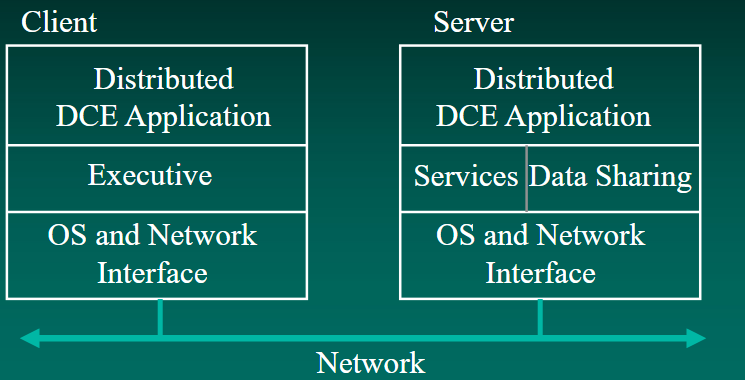 Client
Server
Distributed
DCE Application
Distributed
DCE Application
Executive
Services
Data Sharing
OS and Network
Interface
OS and Network
Interface
Network